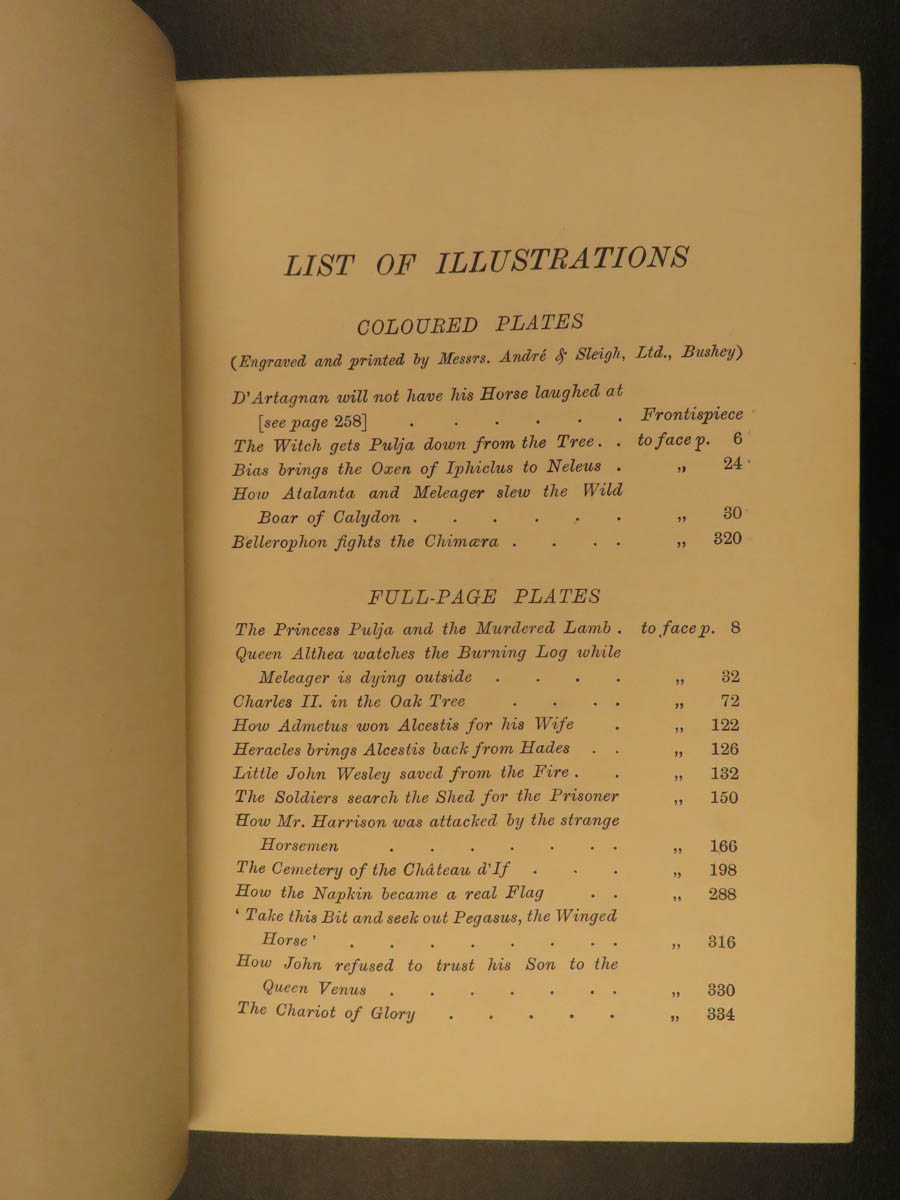 LIST OF ILLUSTRATIONS
COLOURED PLATES
(Engraved and printed by Messrs. André & Sleigh, Ltd., Bushey)
D'Artagnan will not have his Horse laughed at
[see page 258] . . . . . . Frontispiece
The Witch gets Pulja down from the Tree . . to face p. 6
Bias brings the Oxen of Iphiclus to Neleus . „ 24
How Atalanta and Meleager slew the Wild
Boar of Calydon . . . . . . „ 30
Bellerophon fights the Chimæra . . . . „ 320
FULL-PAGE PLATES
The Princess Pulja and the Murdered Lamb . to face p. 8
Queen Althea watches the Burning Log while
Meleager is dying outside . . . . „ 32
Charles II. in the Oak Tree . . . . „ 72
How Admetus won Alcestis for his Wife . „ 122
Heracles brings Alcestis back from Hades . . „ 126
Little John Wesley saved from the Fire . . „ 132
The Soldiers search the Shed for the Prisoner „ 150
How Mr. Harrison was attacked by the strange
Horsemen . . . . . . . „ 166
The Cemetery of the Château d'If . . . „ 198
How the Napkin became a real Flag . . „ 288
' Take this Bit and seek out Pegasus, the Winged
Horse ' . . . . . . . . „ 316
How John refused to trust his Son to the
Queen Venus . . . . . . . „ 330
The Chariot of Glory . . . . . „ 334